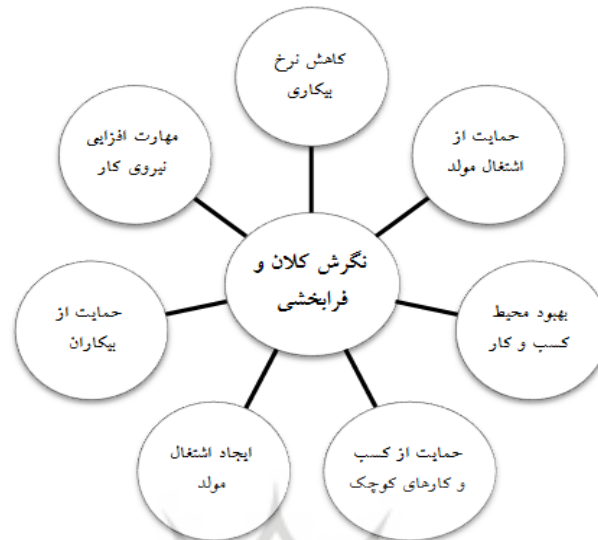 کاهش نرخ
بیکاری
حمایت از
اشتغال مولد
بهبود محیط
کسب و کار
حمایت از کسب
و کارهای کوچک
ایجاد اشتغال
مولد
حمایت از
بیکاران
مهارت افزایی
نیروی کار
نگرش کلان و
فرابخشی